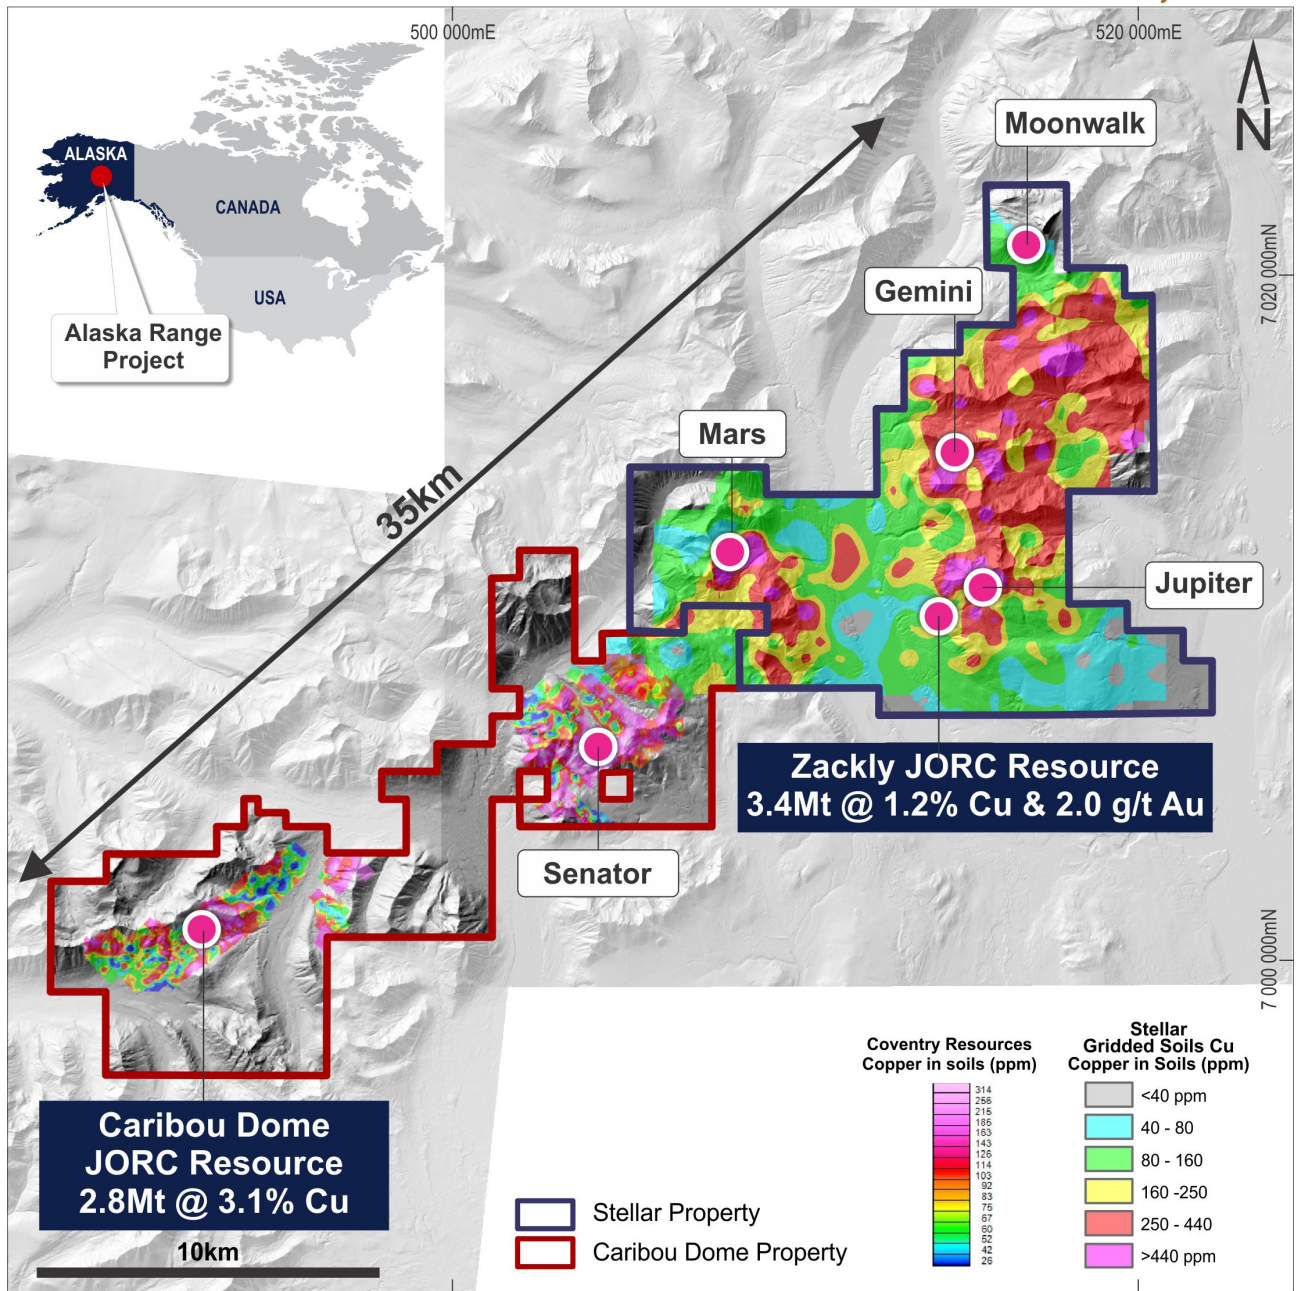 500 000mE
520 000mE
N
ALASKA
CANADA
USA
Alaska Range
Project
Moonwalk
7 020 000mN
Gemini
Mars
35km
Jupiter
Zackly JORC Resource
3.4Mt @ 1.2% Cu & 2.0 g/t Au
Senator
7 000 000mN
Caribou Dome
JORC Resource
2.8Mt @ 3.1% Cu
10km
Stellar Property
Caribou Dome Property
Coventry Resources
Copper in soils (ppm)
314
256
215
185
163
143
126
114
103
92
83
75
67
60
52
42
26
Stellar
Gridded Soils Cu
Copper in Soils (ppm)
<40 ppm
40 - 80
80 - 160
160 -250
250 - 440
>440 ppm